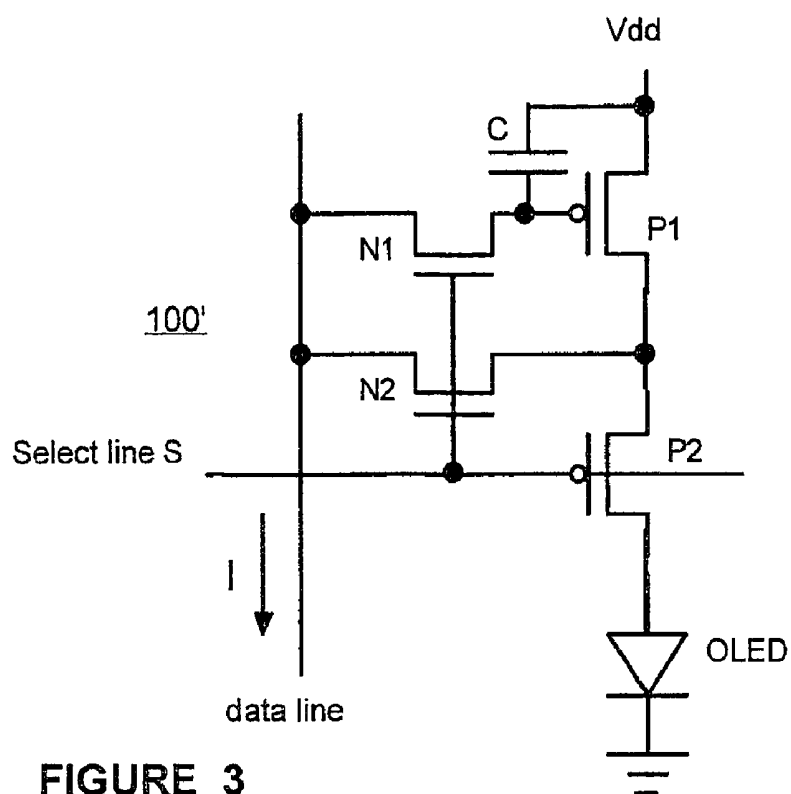 Vdd
C
N1
P1
100'
N2
Select line S
P2
I
OLED
data line
FIGURE 3